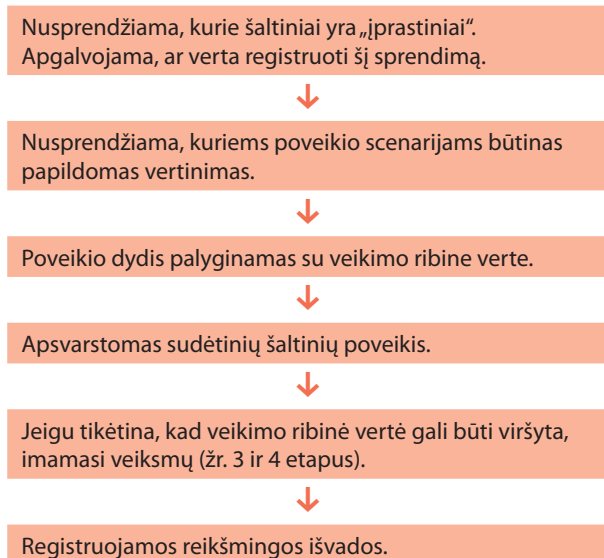 Nusprendžiama, kurie šaltiniai yra „įprastiniai“.
Apgalvojama, ar verta registruoti šį sprendimą.
Nusprendžiama, kuriems poveikio scenarijams būtinas
papildomas vertinimas.
Poveikio dydis palyginamas su veikimo ribine verte.
Apsvarstomas sudėtinių šaltinių poveikis.
Jeigu tikėtina, kad veikimo ribinė vertė gali būti viršyta,
imamasi veiksmų (žr. 3 ir 4 etapus).
Registruojamos reikšmingos išvados.